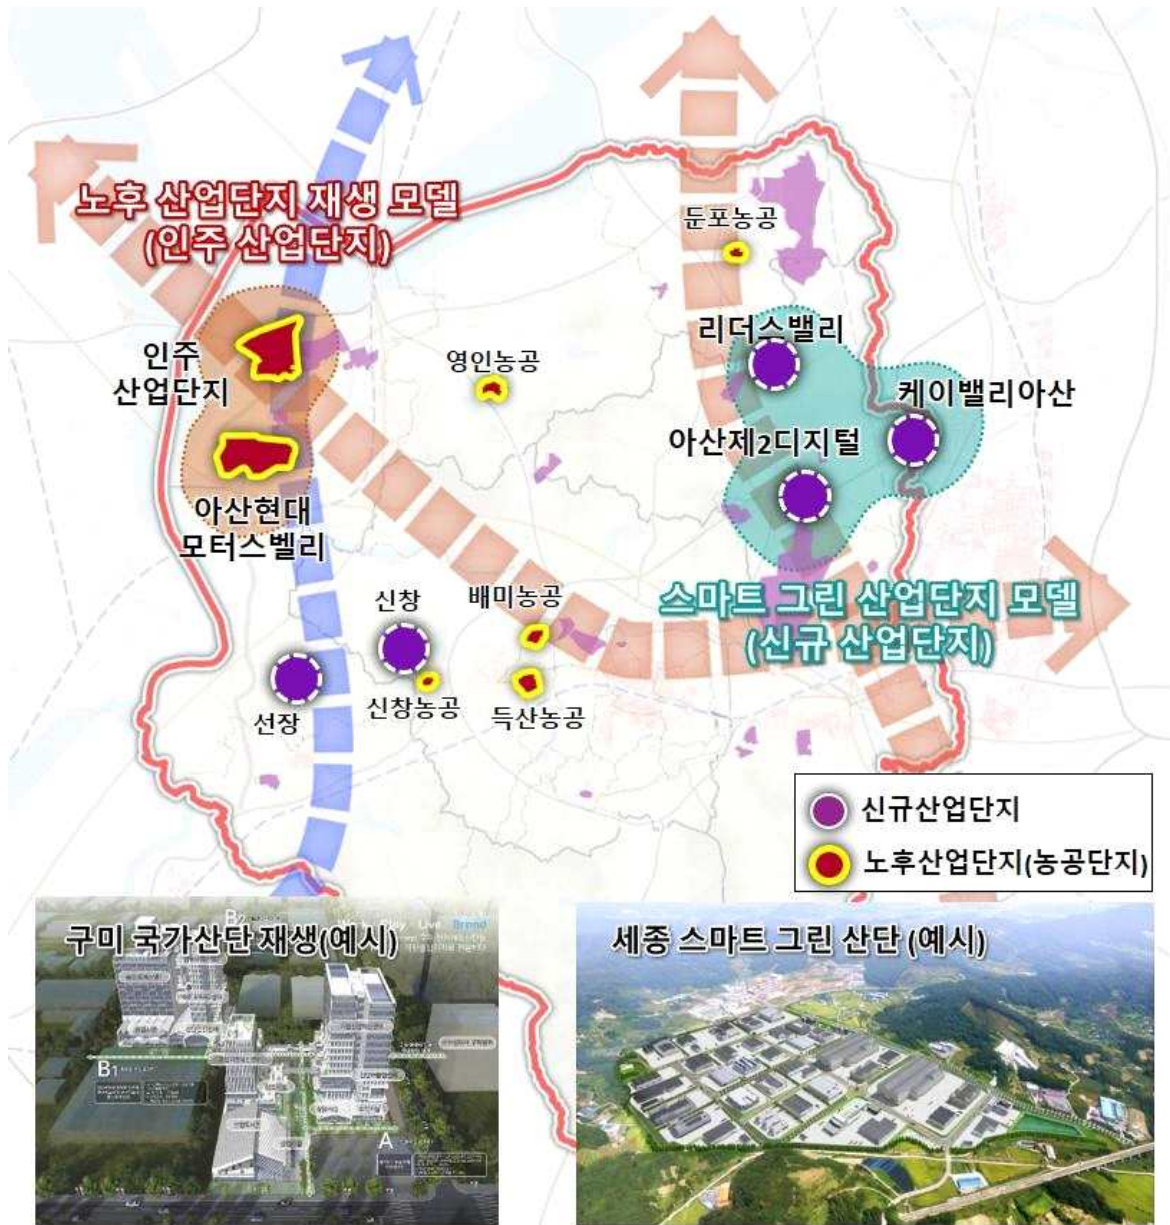 노후 산업단지 재생 모델
(인주 산업단지)
둔포농공
리더스밸리
인주
산업단지
영인농공
케이밸리아산
아산제2디지털
아산현대
모터스벨리
스마트 그린 산업단지 모델
(신규 산업단지)
신창
배미농공
선장
신창농공
득산농공
신규산업단지
노후산업단지(농공단지)
구미 국가산단 재생(예시)
Live
B1
A
A
세종 스마트 그린 산단 (예시)